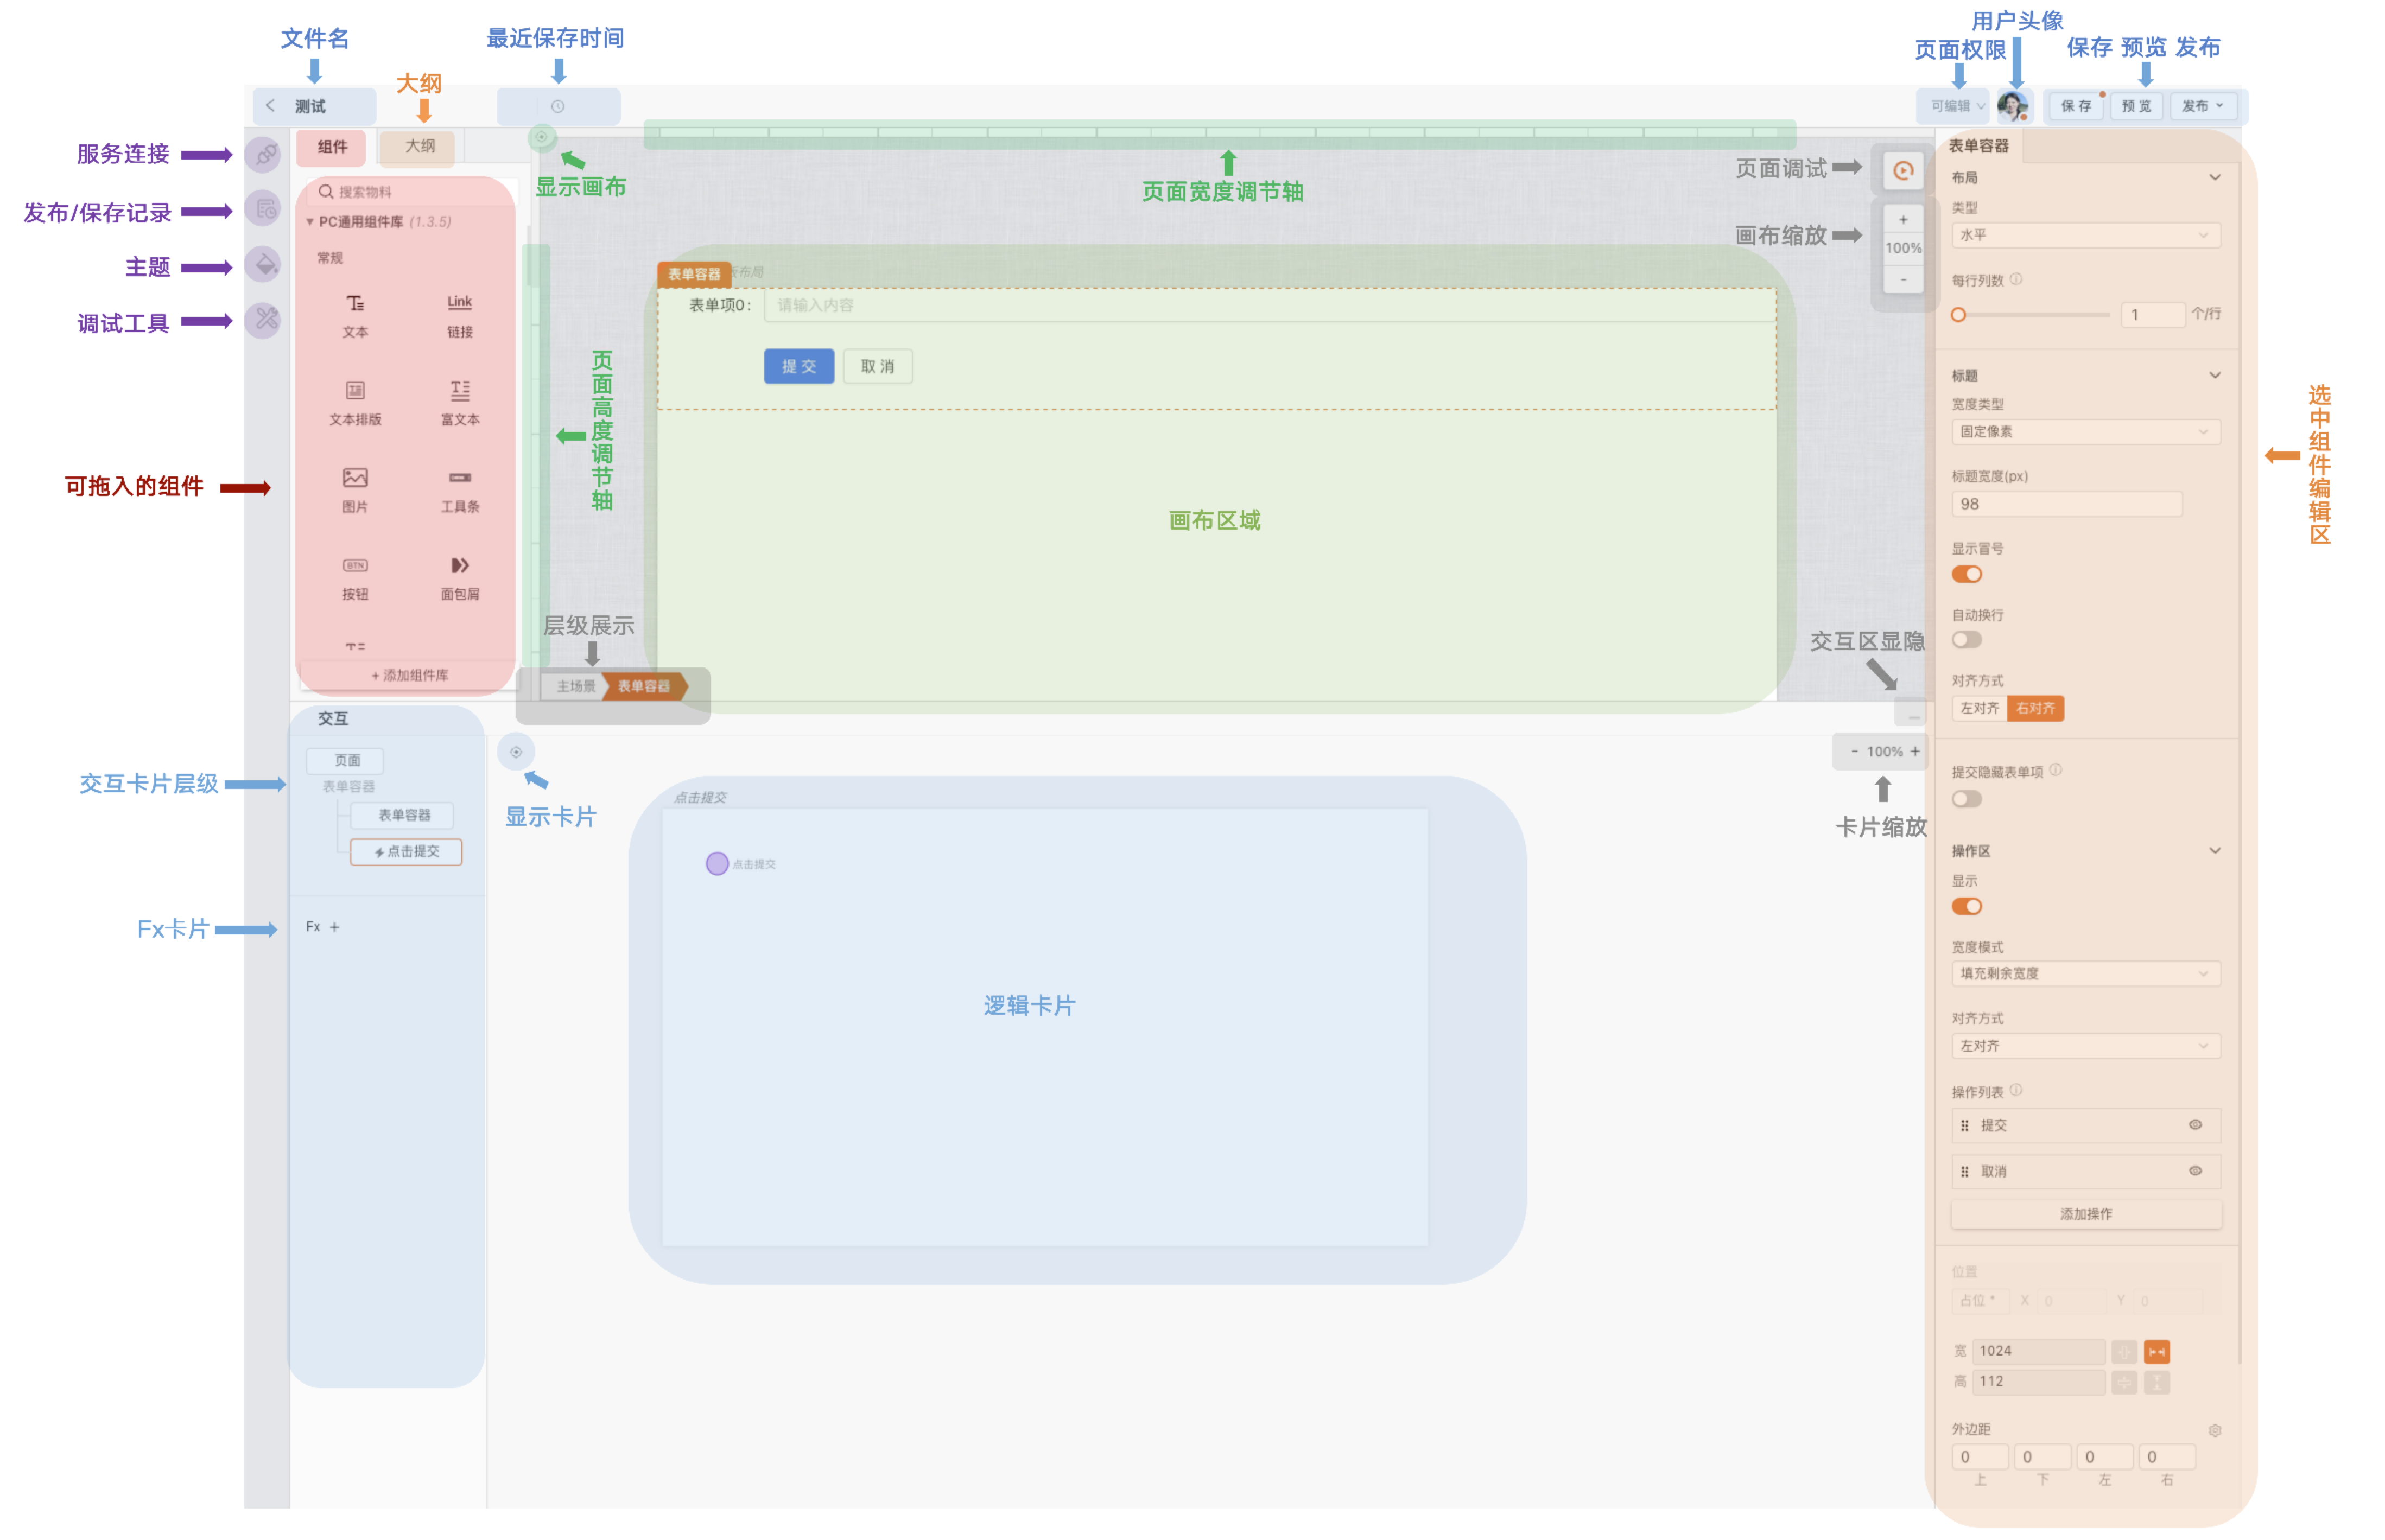 用户头像
文件名
最近保存时间
页面权限
保存 预览 发布
大纲
测试
可编辑
保存
预览
发布
服务连接
发布/保存记录
主题
调试工具
可拖入的组件
组件
大纲
搜索物料
PC通用组件库 (1.3.5)
常规
文本
Link
链接
文本排版
富文本
图片
工具条
BTN
按钮
面包屑
+ 添加组件库
显示画布
页面宽度调节轴
页面高度调节轴
页面调试
画布缩放
+
100%
-
表单容器
布局
表单项0:
请输入内容
提 交
取 消
画布区域
层级展示
主场景
表单容器
交互区显隐
交互
页面
表单容器
表单容器
点击提交
Fx +
交互卡片层级
Fx卡片
显示卡片
- 100% +
卡片缩放
点击提交
点击提交
逻辑卡片
选中组件编辑区
表单容器
布局
类型
水平
每行列数
1
个/行
标题
宽度类型
固定像素
标题宽度(px)
98
显示冒号
自动换行
对齐方式
左对齐
右对齐
提交隐藏表单项
操作区
显示
宽度模式
填充剩余宽度
对齐方式
左对齐
操作列表
提交
取消
添加操作
位置
占位
X 0
Y 0
宽 1024
高 112
外边距
0 0 0 0
上 下 左 右